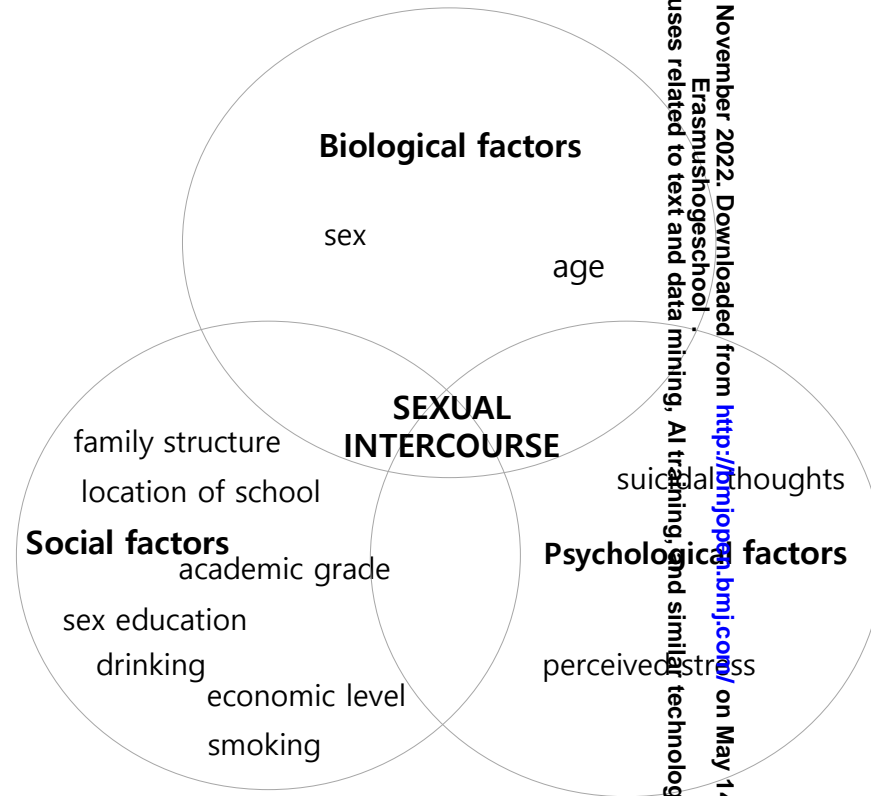 Biological factors
sex
age
SEXUAL
INTERCOURSE
family structure
location of school
Social factors
academic grade
sex education
drinking
economic level
smoking
suicidal thoughts
Psychological factors
perceived stress
November 2022. Downloaded from http://bmjopen.bmj.com/ on May 14
Erasmushogeschool .
uses related to text and data mining, AI training, and similar technolog